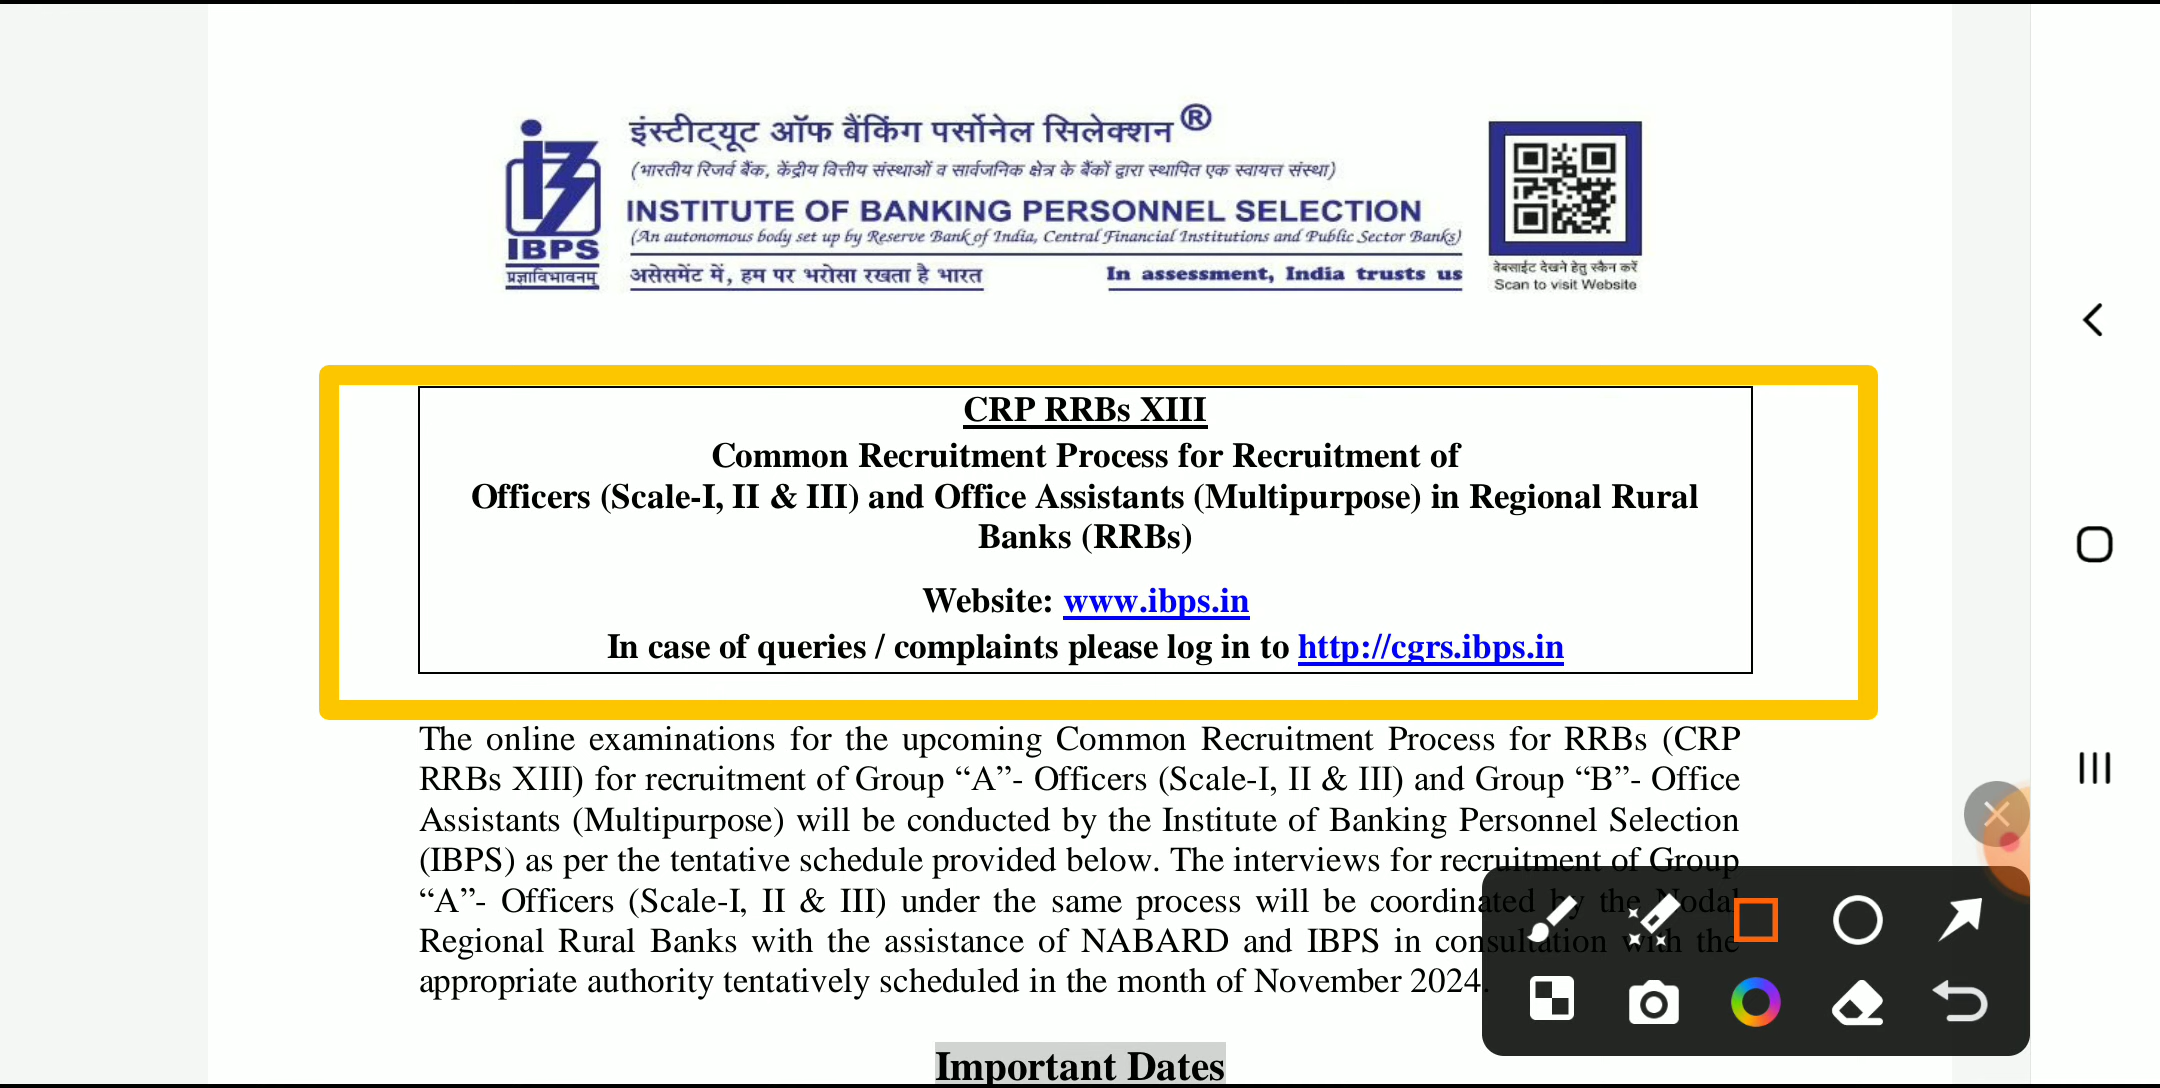 इंस्टीट्यूट ऑफ बैंकिंग पर्सोनेल सिलेक्शन ®
(भारतीय रिजर्व बैंक, केंद्रीय वित्तीय संस्थाओं व सार्वजनिक क्षेत्र के बैंकों द्वारा स्थापित एक स्वायत्त संस्था)
INSTITUTE OF BANKING PERSONNEL SELECTION
(An autonomous body set up by Reserve Bank of India, Central Financial Institutions and Public Sector Banks)
IBPS
प्रज्ञाविभावनम्
असेसमेंट में, हम पर भरोसा रखता है भारत In assessment, India trusts us
वेबसाईट देखने हेतु स्कैन करें
Scan to visit Website
CRP RRBs XIII
Common Recruitment Process for Recruitment of
Officers (Scale-I, II & III) and Office Assistants (Multipurpose) in Regional Rural
Banks (RRBs)
Website: www.ibps.in
In case of queries / complaints please log in to http://cgrs.ibps.in
The online examinations for the upcoming Common Recruitment Process for RRBs (CRP
RRBs XIII) for recruitment of Group “A”- Officers (Scale-I, II & III) and Group “B”- Office
Assistants (Multipurpose) will be conducted by the Institute of Banking Personnel Selection
(IBPS) as per the tentative schedule provided below. The interviews for recruitment of Group
“A”- Officers (Scale-I, II & III) under the same process will be coordinated by the Nodal
Regional Rural Banks with the assistance of NABARD and IBPS in consultation with the
appropriate authority tentatively scheduled in the month of November 2024.
Important Dates